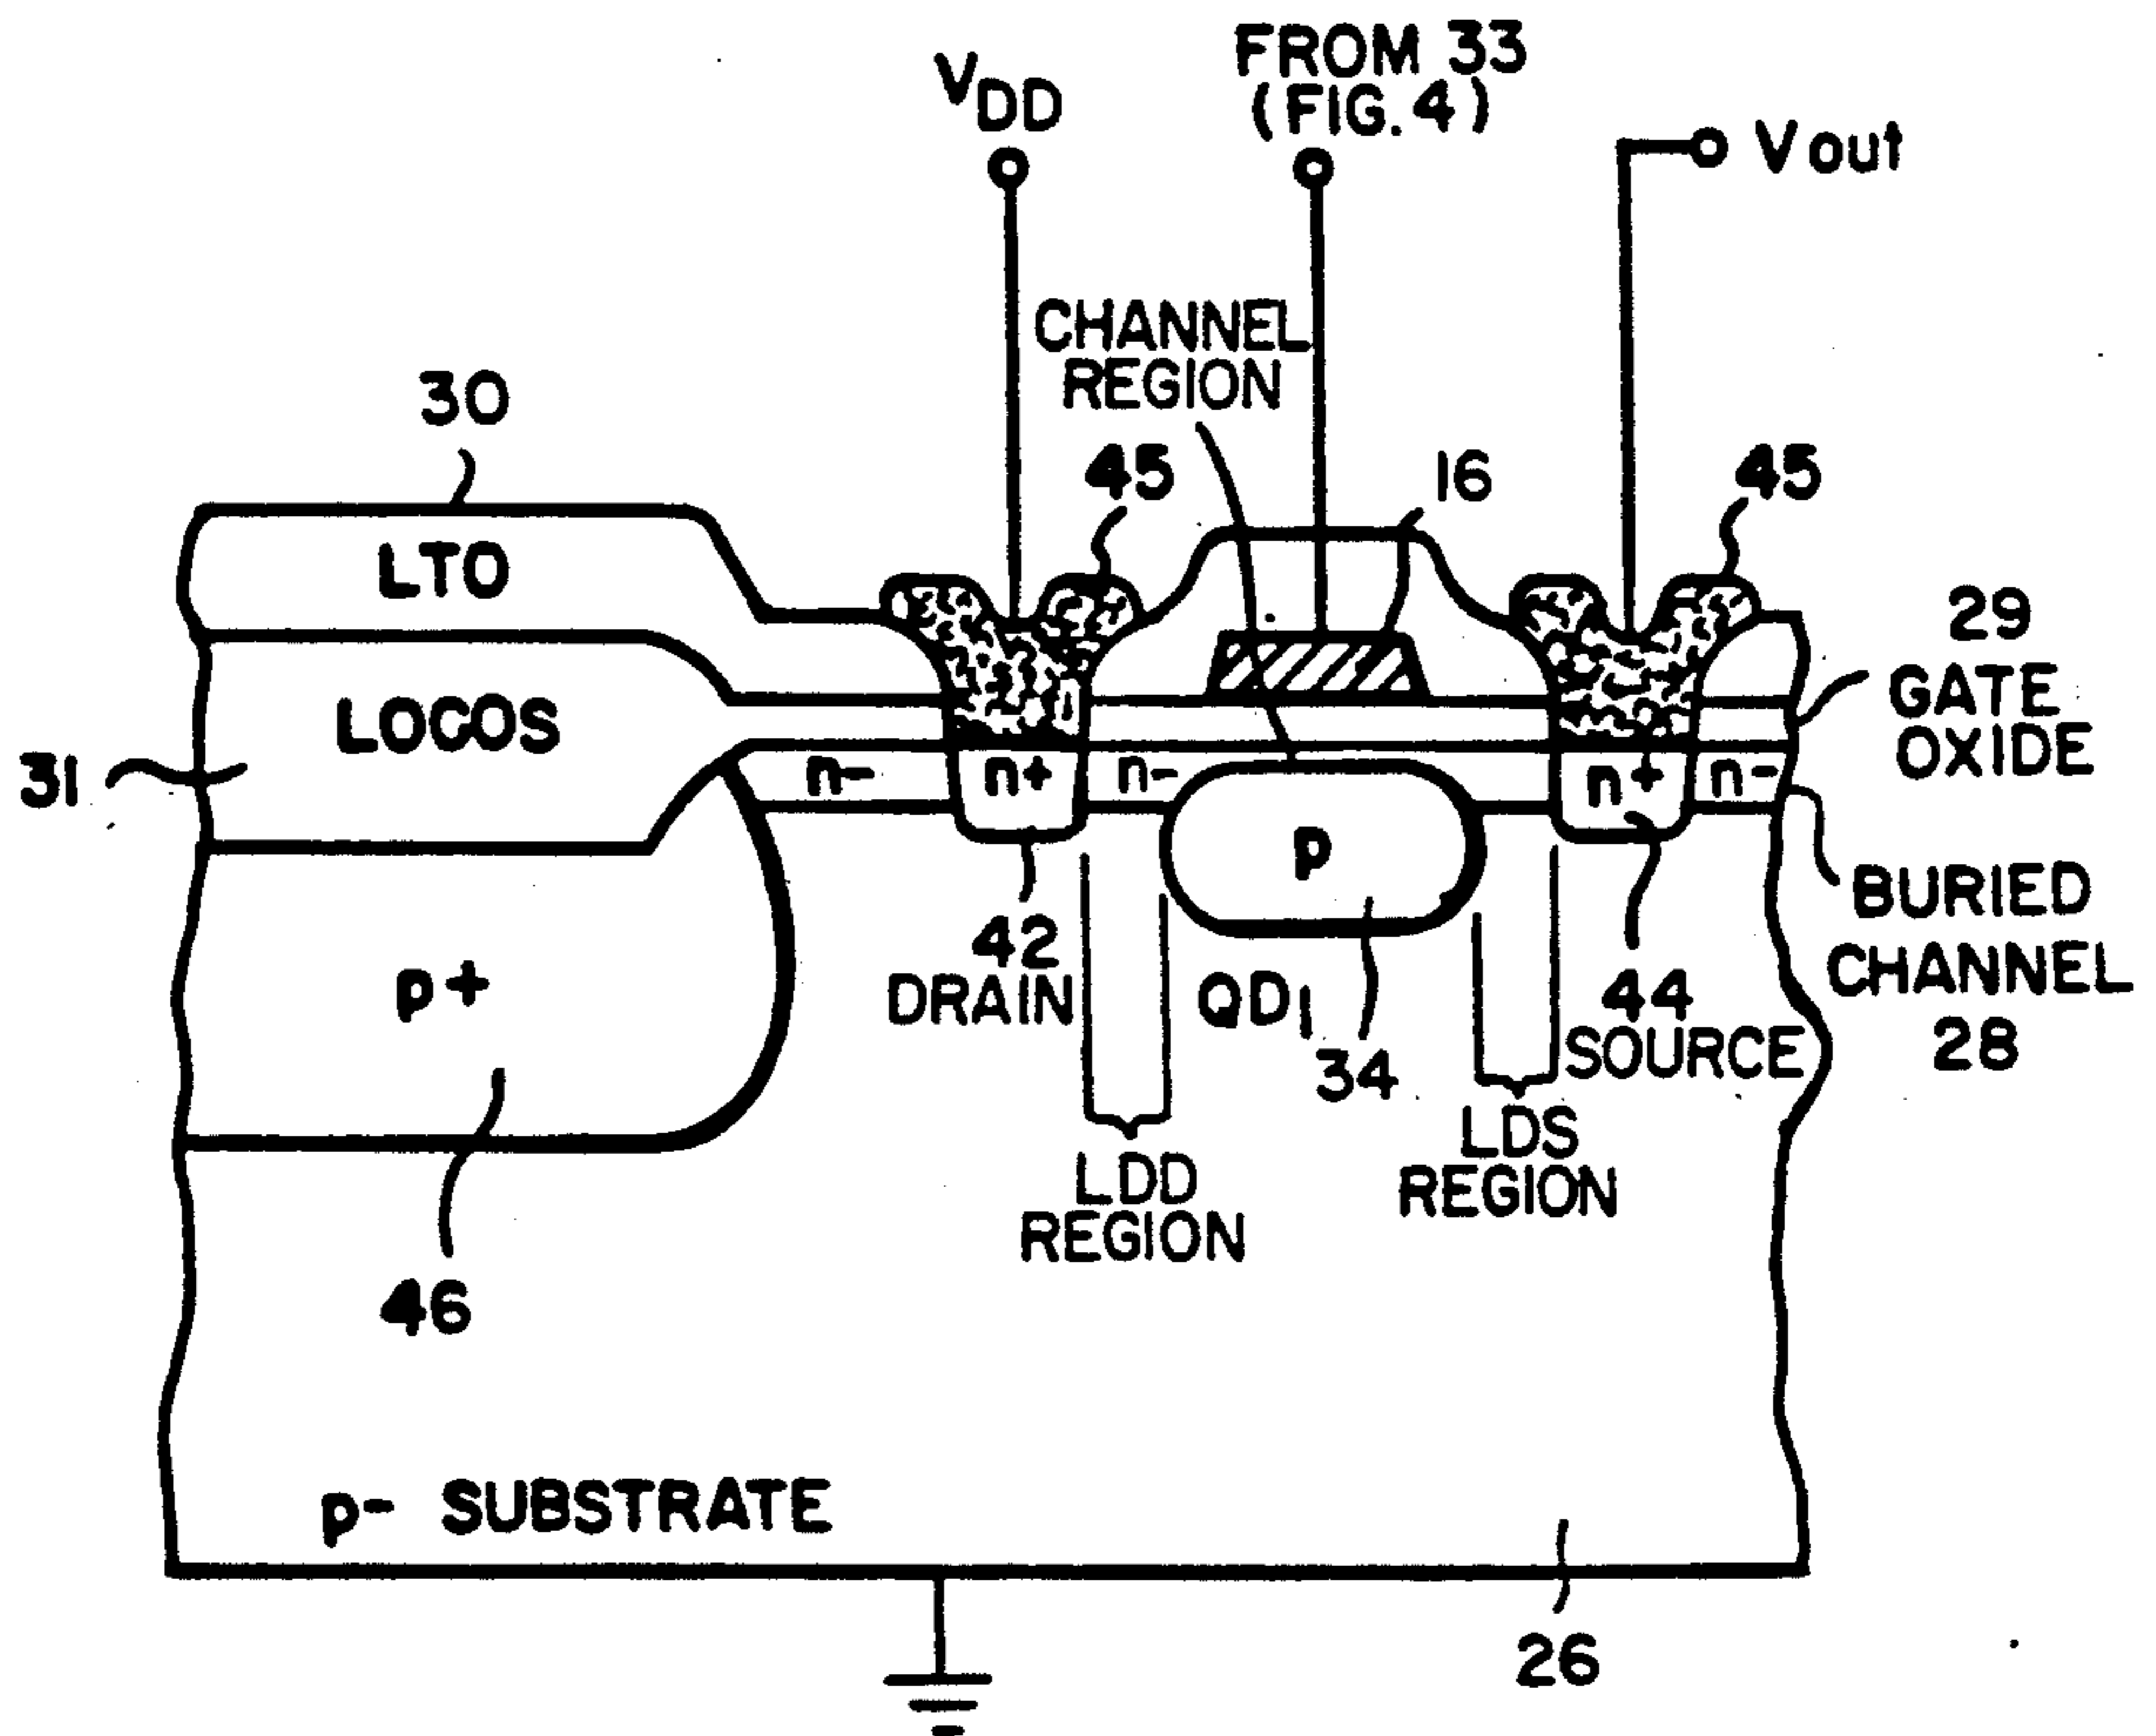 VDD
FROM 33
(FIG. 4)
Vout
CHANNEL
REGION
30
45
16
45
LTO
29
GATE
OXIDE
LOCOS
31
n-
n+
n-
n+
n-
p
BURIED
CHANNEL
28
p+
42
DRAIN
QD1
34
44
SOURCE
LDD
REGION
LDS
REGION
46
p- SUBSTRATE
26